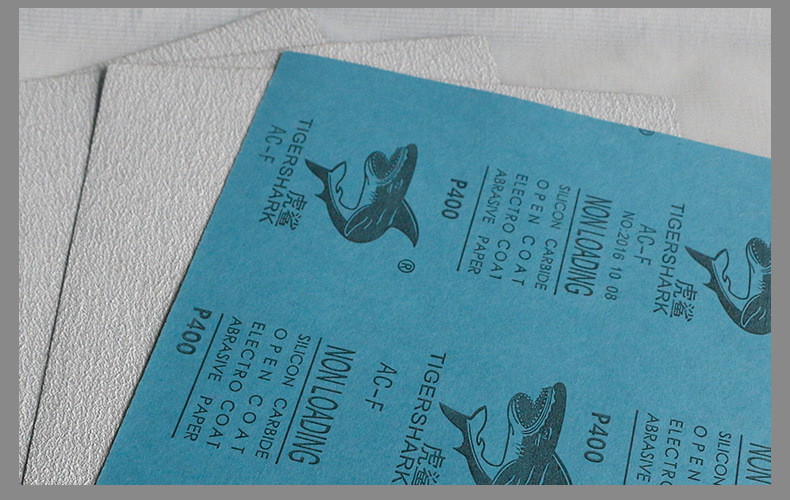 TIGERSHARK
虎鲨
AC-F
®
NON LOADING
SILICON CARBIDE
OPEN COAT
ELECTRO COAT
ABRASIVE PAPER
P400
TIGERSHARK
虎鲨
AC-F
NO.2016 10 08
NON LOADING
SILICON CARBIDE
OPEN COAT
ELECTRO COAT
ABRASIVE PAPER
P400
TIGERSHARK
虎鲨
AC-F
NON
SILICON
OPEN
ELECTRO
ABRASIVE
P400